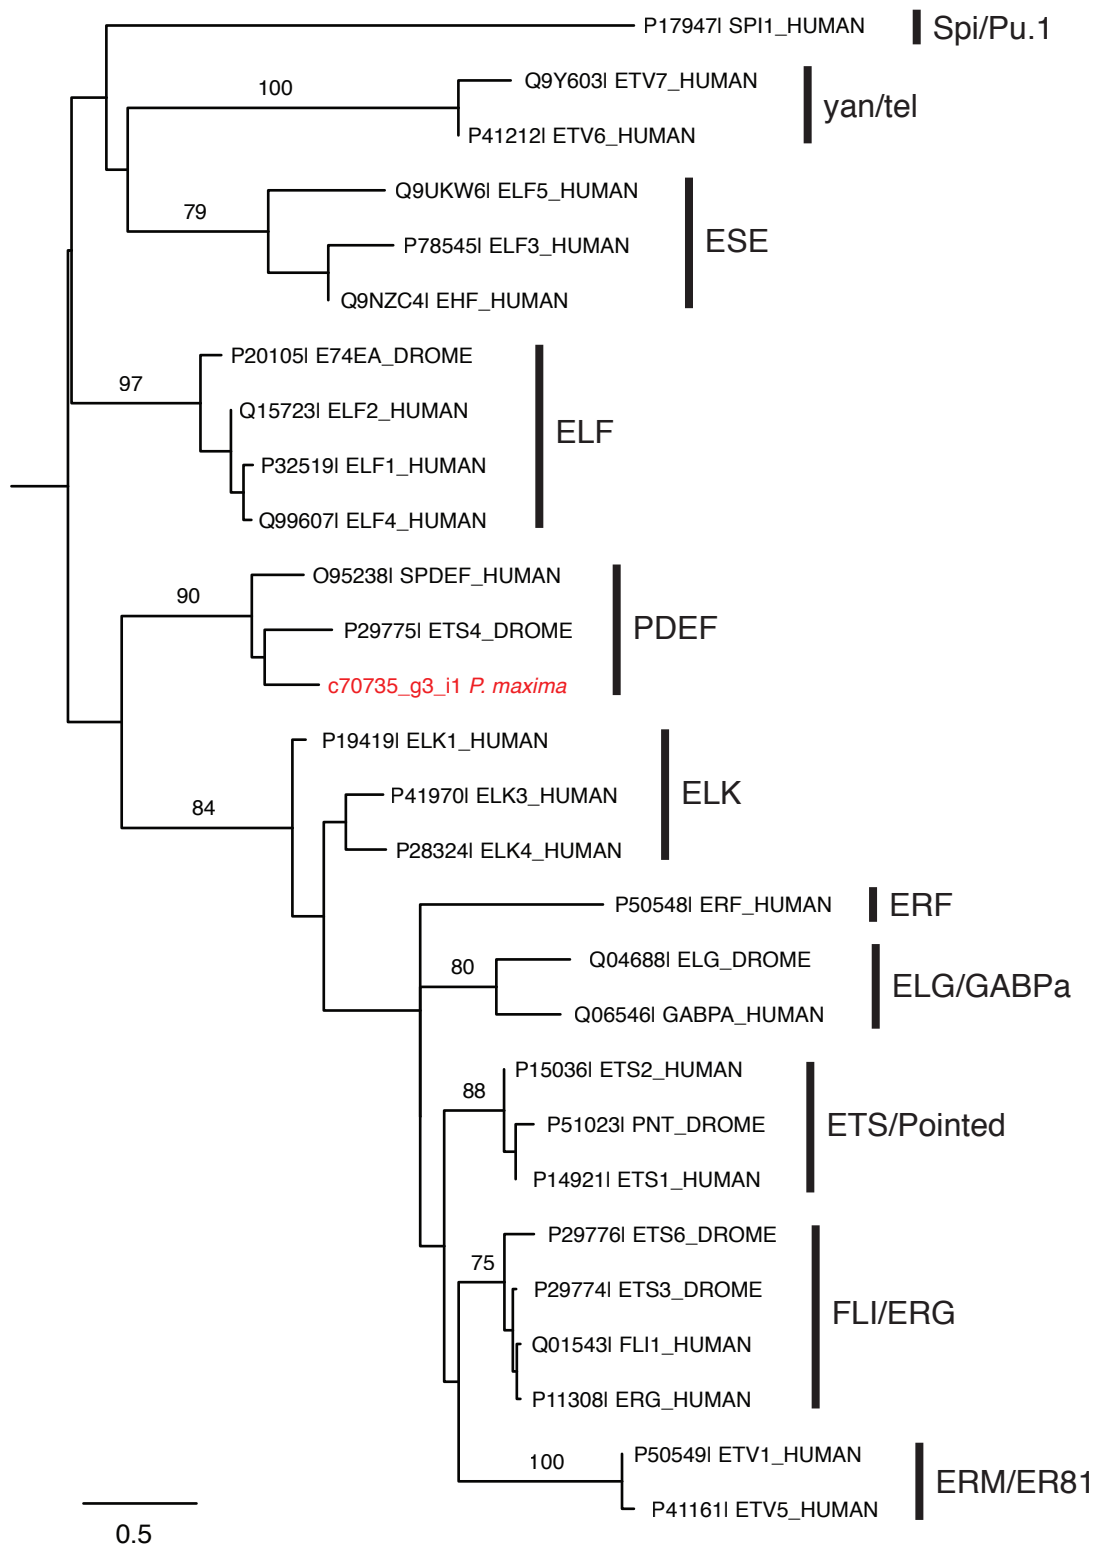 P17947| SPI1_HUMAN
Spi/Pu.1
100
Q9Y603| ETV7_HUMAN
yan/tel
P41212| ETV6_HUMAN
79
Q9UKW6| ELF5_HUMAN
ESE
P78545| ELF3_HUMAN
Q9NZC4| EHF_HUMAN
97
P20105| E74EA_DROME
Q15723| ELF2_HUMAN
ELF
P32519| ELF1_HUMAN
Q99607| ELF4_HUMAN
90
O95238| SPDEF_HUMAN
P29775| ETS4_DROME
PDEF
c70735_g3_i1 P. maxima
P19419| ELK1_HUMAN
84
P41970| ELK3_HUMAN
ELK
P28324| ELK4_HUMAN
P50548| ERF_HUMAN
ERF
80
Q04688| ELG_DROME
ELG/GABPa
Q06546| GABPA_HUMAN
88
P15036| ETS2_HUMAN
P51023| PNT_DROME
ETS/Pointed
P14921| ETS1_HUMAN
75
P29776| ETS6_DROME
P29774| ETS3_DROME
FLI/ERG
Q01543| FLI1_HUMAN
P11308| ERG_HUMAN
100
P50549| ETV1_HUMAN
ERM/ER81
P41161| ETV5_HUMAN
0.5